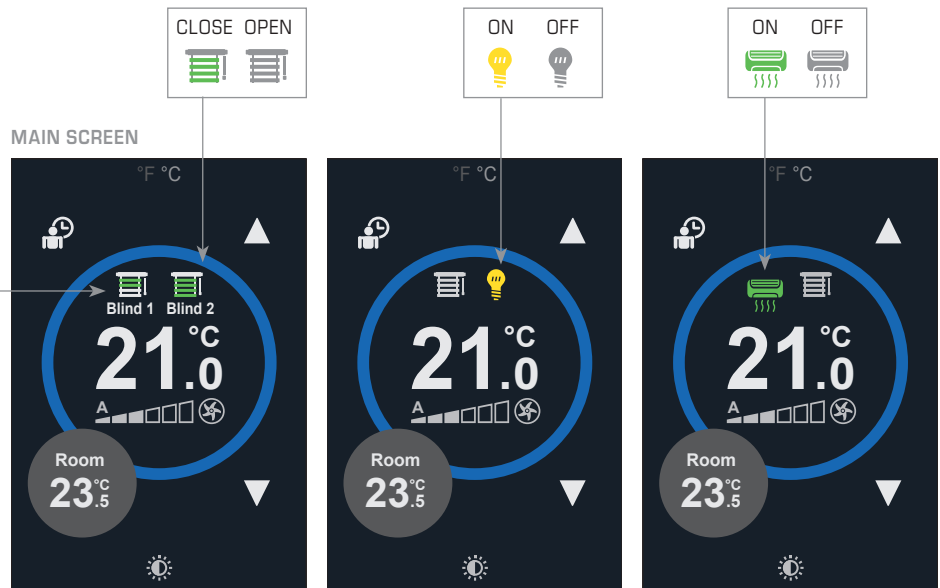 CLOSE OPEN
ON OFF
ON OFF
MAIN SCREEN
°F °C
Blind 1 Blind 2
21.0 °C
A
Room
23.5 °C
°F °C
21.0 °C
A
Room
23.5 °C
°F °C
21.0 °C
A
Room
23.5 °C